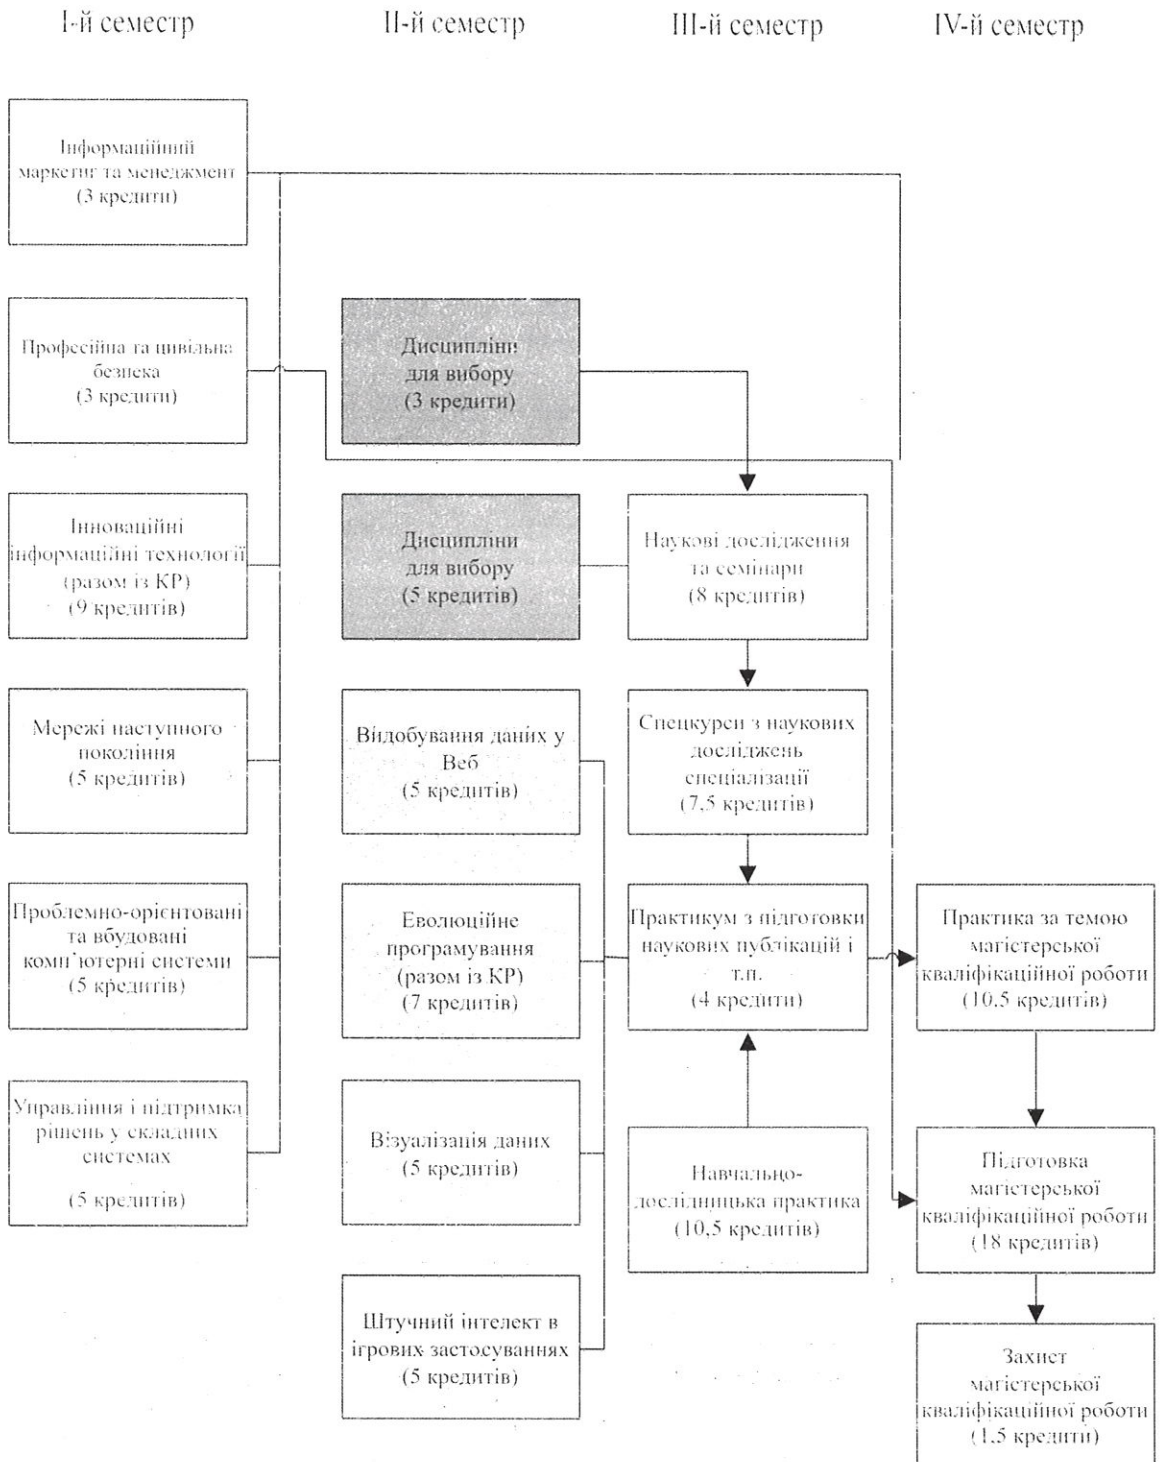 І-й семестр
ІІ-й семестр
ІІІ-й семестр
IV-й семестр
Інформаційний
маркетиг та менеджмент
(3 кредити)
Професійна та цивільна
безпека
(3 кредити)
Інноваційні
інформаційні технології
(разом із КР)
(9 кредитів)
Мережі наступного
покоління
(5 кредитів)
Проблемно-орієнтовані
та вбудовані
комп'ютерні системи
(5 кредитів)
Управління і підтримка
рішень у складних
системах
(5 кредитів)
Дисципліни
для вибору
(3 кредити)
Дисципліни
для вибору
(5 кредитів)
Видобування даних у
Веб
(5 кредитів)
Еволюційне
програмування
(разом із КР)
(7 кредитів)
Візуалізація даних
(5 кредитів)
Штучний інтелект в
ігрових застосуваннях
(5 кредитів)
Наукові дослідження
та семінари
(8 кредитів)
Спецкурси з наукових
досліджень
спеціалізації
(7,5 кредитів)
Практикум з підготовки
наукових публікацій і
т.п.
(4 кредити)
Навчально-
дослідницька практика
(10,5 кредитів)
Практика за темою
магістерської
кваліфікаційної роботи
(10,5 кредитів)
Підготовка
магістерської
кваліфікаційної роботи
(18 кредитів)
Захист
магістерської
кваліфікаційної роботи
(1,5 кредити)